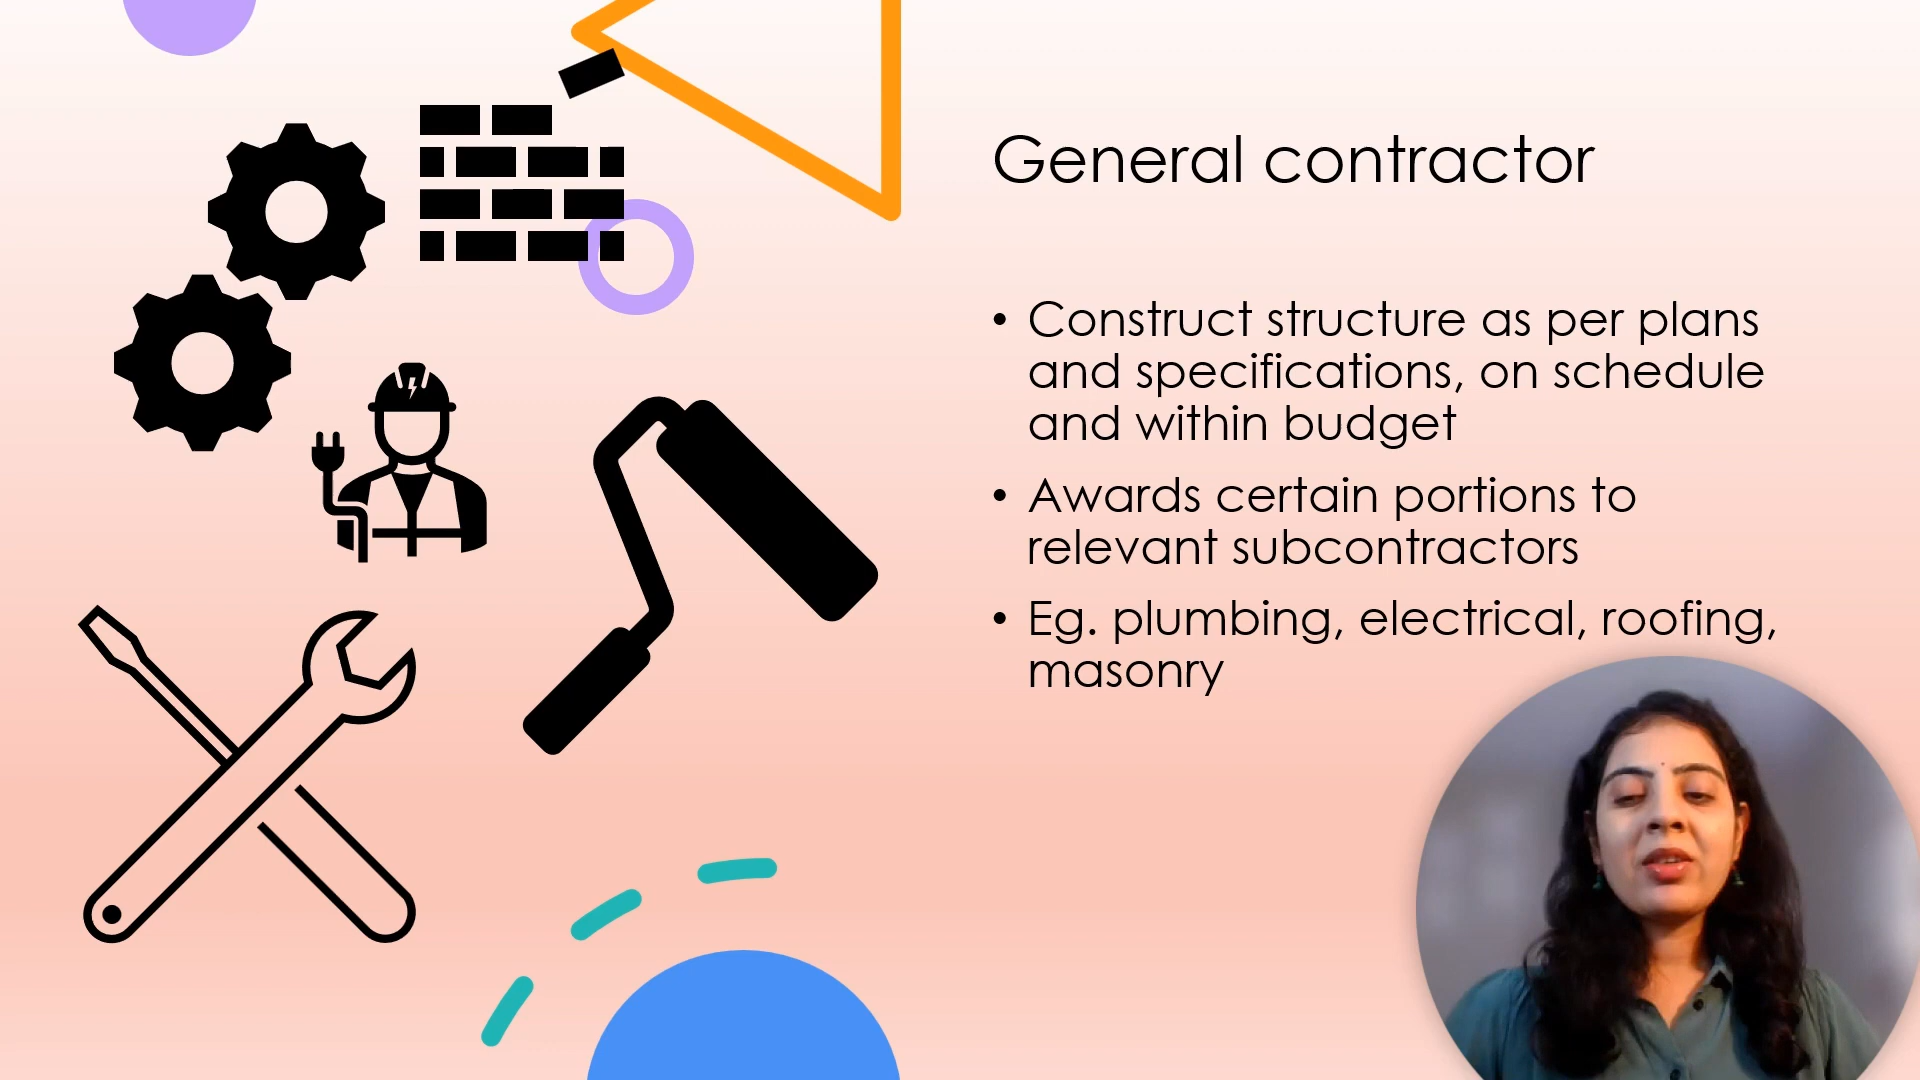 General contractor
• Construct structure as per plans
and specifications, on schedule
and within budget
• Awards certain portions to
relevant subcontractors
• Eg. plumbing, electrical, roofing,
masonry